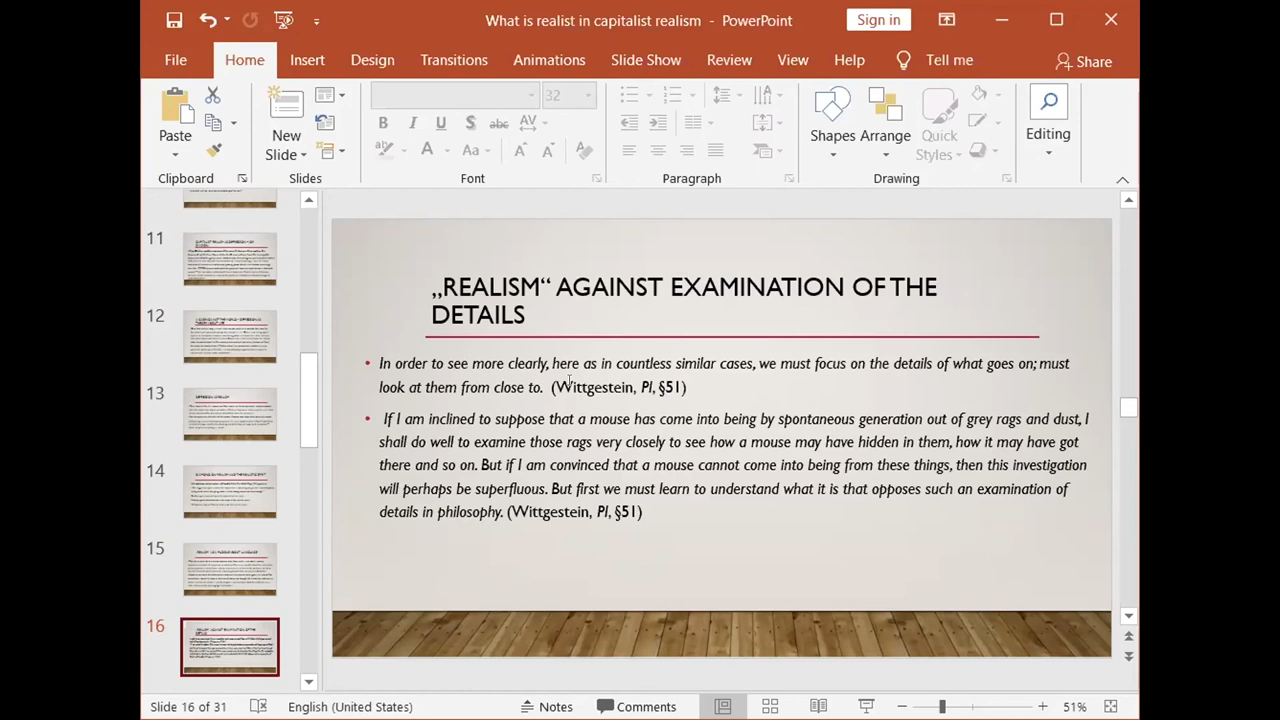 What is realist in capitalist realism - PowerPoint
Sign in
File Home Insert Design Transitions Animations Slide Show Review View Help Tell me Share
32
Paste
New
Slide
Shapes Arrange Quick
Styles
Editing
Clipboard Slides Font Paragraph Drawing
11
12
13
14
15
16
„REALISM“ AGAINST EXAMINATION OF THE
DETAILS
• In order to see more clearly, here as in countless similar cases, we must focus on the details of what goes on; must
look at them from close to. (Wittgestein, PI, §51)
• If I am inclined to suppose that a mouse has come into being by spontaneous generation out of grey rags and dust, I
shall do well to examine those rags very closely to see how a mouse may have hidden in them, how it may have got
there and so on. But if I am convinced that a mouse cannot come into being from these things, then this investigation
will perhaps be superfluous. But first we must learn to understand what it is that opposes such an examination of
details in philosophy. (Wittgestein, PI, §51)
Slide 16 of 31 English (United States) Notes Comments 51%